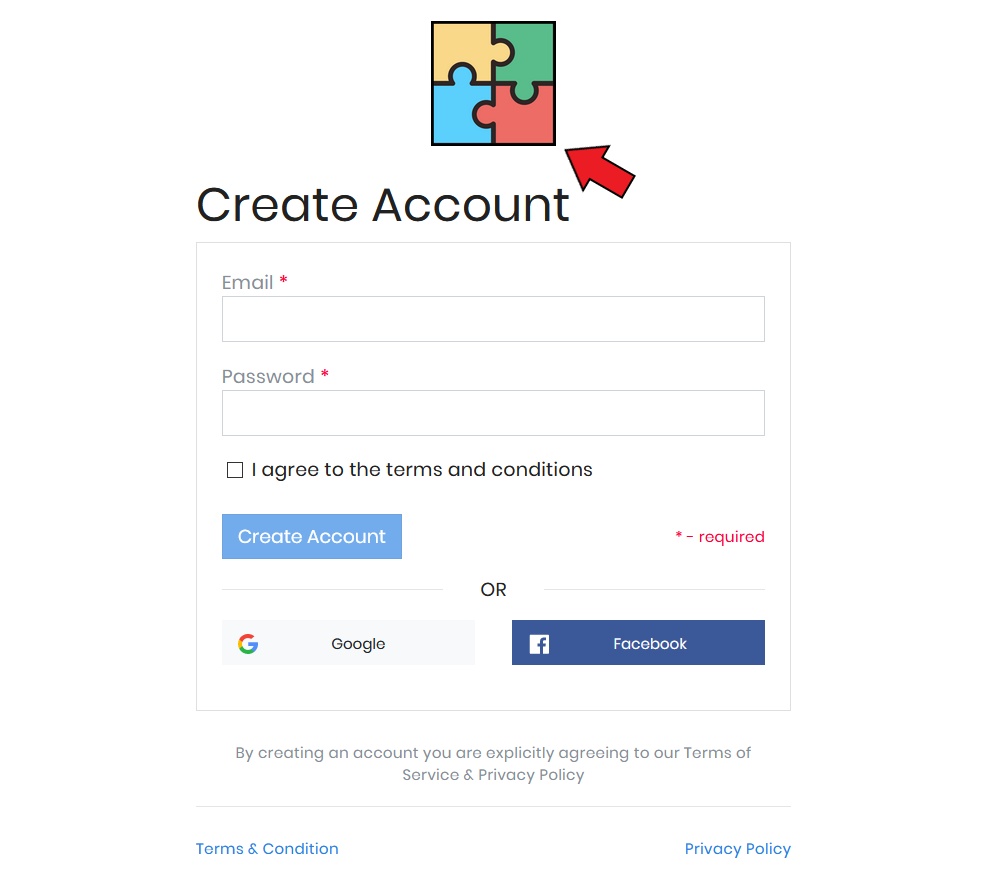 Create Account
Email *
Password *
I agree to the terms and conditions
Create Account
* - required
OR
Google
Facebook
By creating an account you are explicitly agreeing to our Terms of
Service & Privacy Policy
Terms & Condition
Privacy Policy